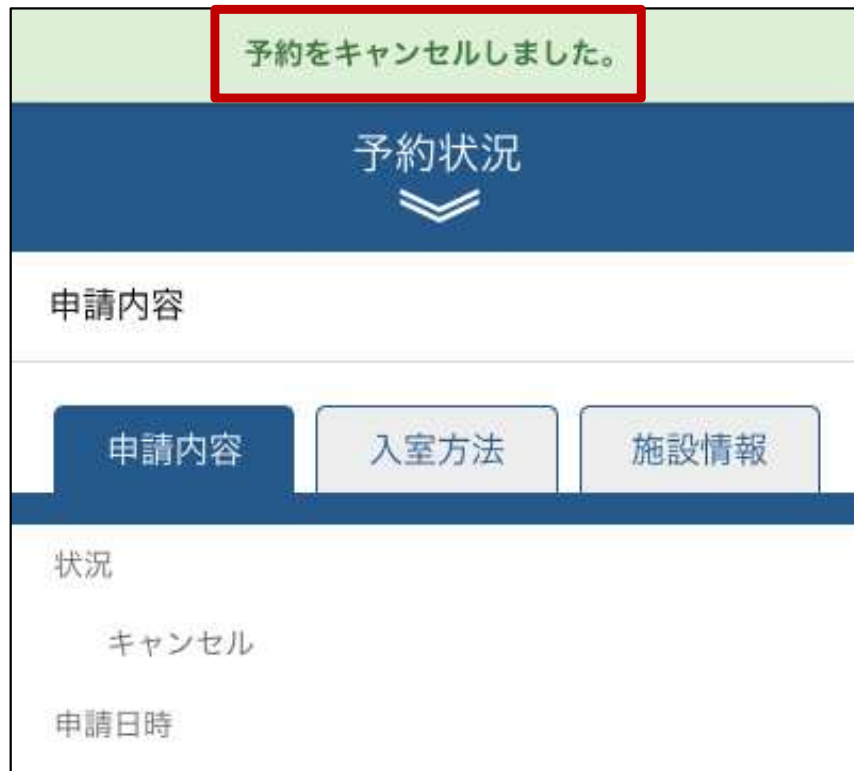 予約をキャンセルしました。
予約状況
申請内容
申請内容 入室方法 施設情報
状況
キャンセル
申請日時